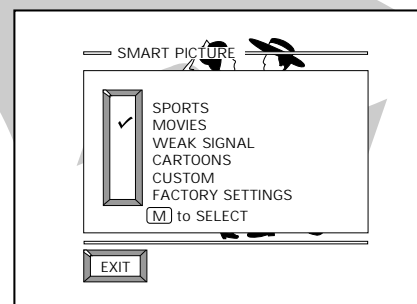 SMART PICTURE
SPORTS
✓ MOVIES
WEAK SIGNAL
CARTOONS
CUSTOM
FACTORY SETTINGS
M to SELECT
EXIT